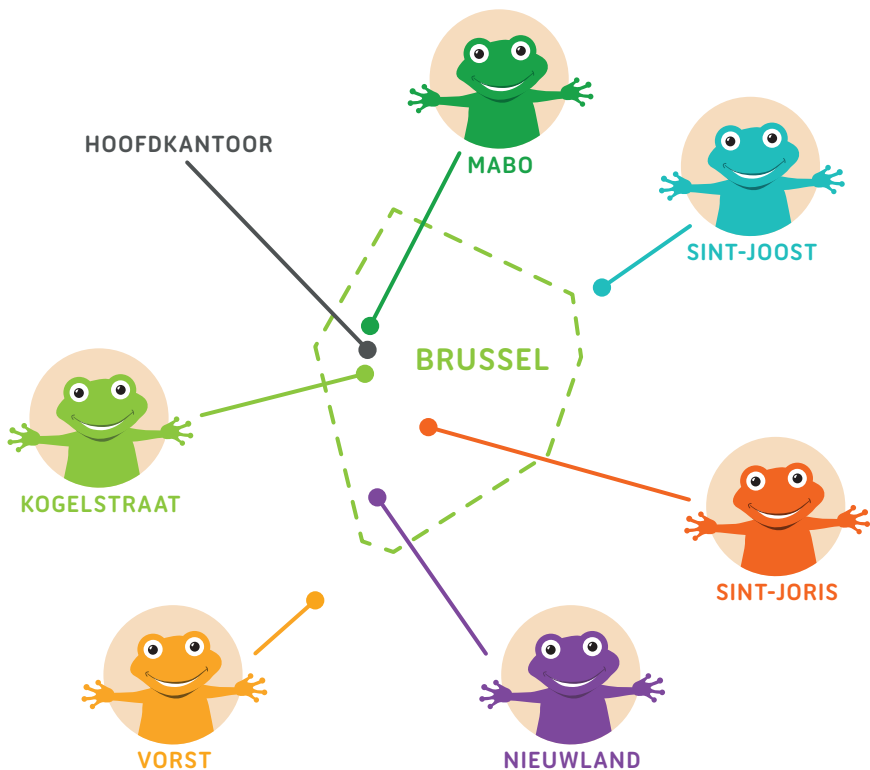 HOOFDKANTOOR
MABO
SINT-JOOST
BRUSSEL
KOGELSTRAAT
SINT-JORIS
VORST
NIEUWLAND